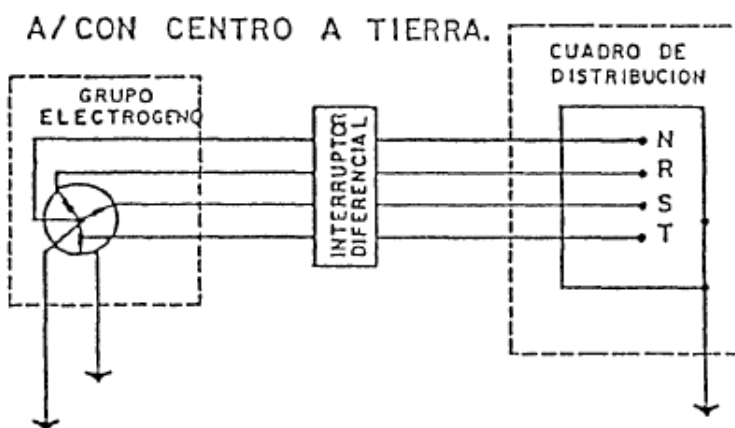 A/CON CENTRO A TIERRA.
GRUPO
ELECTROGENO
INTERRUPTOR
DIFERENCIAL
CUADRO DE
DISTRIBUCION
N
R
S
T